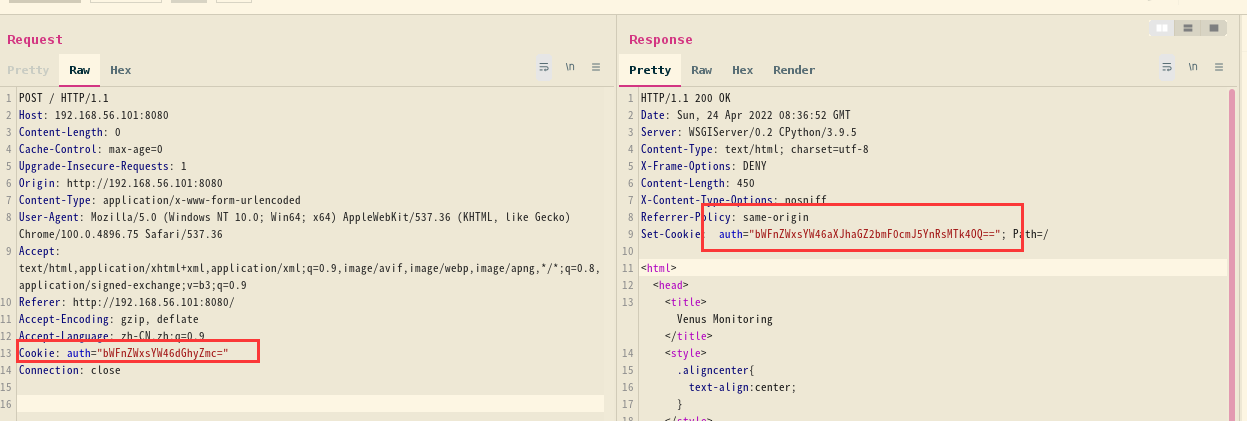 Request
Pretty Raw Hex
\n
1 POST / HTTP/1.1
2 Host: 192.168.56.101:8080
3 Content-Length: 0
4 Cache-Control: max-age=0
5 Upgrade-Insecure-Requests: 1
6 Origin: http://192.168.56.101:8080
7 Content-Type: application/x-www-form-urlencoded
8 User-Agent: Mozilla/5.0 (Windows NT 10.0; Win64; x64) AppleWebKit/537.36 (KHTML, like Gecko)
Chrome/100.0.4896.75 Safari/537.36
9 Accept:
text/html,application/xhtml+xml,application/xml;q=0.9,image/avif,image/webp,image/apng,*/*;q=0.8,
application/signed-exchange;v=b3;q=0.9
10 Referer: http://192.168.56.101:8080/
11 Accept-Encoding: gzip, deflate
12 Accept-Language: zh-CN,zh;q=0.9
13 Cookie: auth="bWFnZWxsYW46dGhyZmc="
14 Connection: close
15
16
Response
Pretty Raw Hex Render
\n
1 HTTP/1.1 200 OK
2 Date: Sun, 24 Apr 2022 08:36:52 GMT
3 Server: WSGIServer/0.2 CPython/3.9.5
4 Content-Type: text/html; charset=utf-8
5 X-Frame-Options: DENY
6 Content-Length: 450
7 X-Content-Type-Options: nosniff
8 Referrer-Policy: same-origin
9 Set-Cookie: auth="bWFnZWxsYW46aXJhaGZ2bmF0cmJ5YnRsMTk4OQ=="; Path=/
10
11 <html>
12 <head>
13 <title>
Venus Monitoring
</title>
14 <style>
15 .aligncenter{
16 text-align:center;
17 }
18 </style>